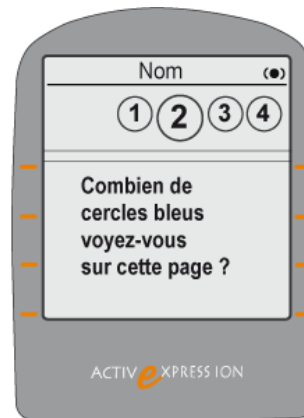 Nom
1 2 3 4
Combien de
cercles bleus
voyez-vous
sur cette page ?
ACTIVeXPRESSION